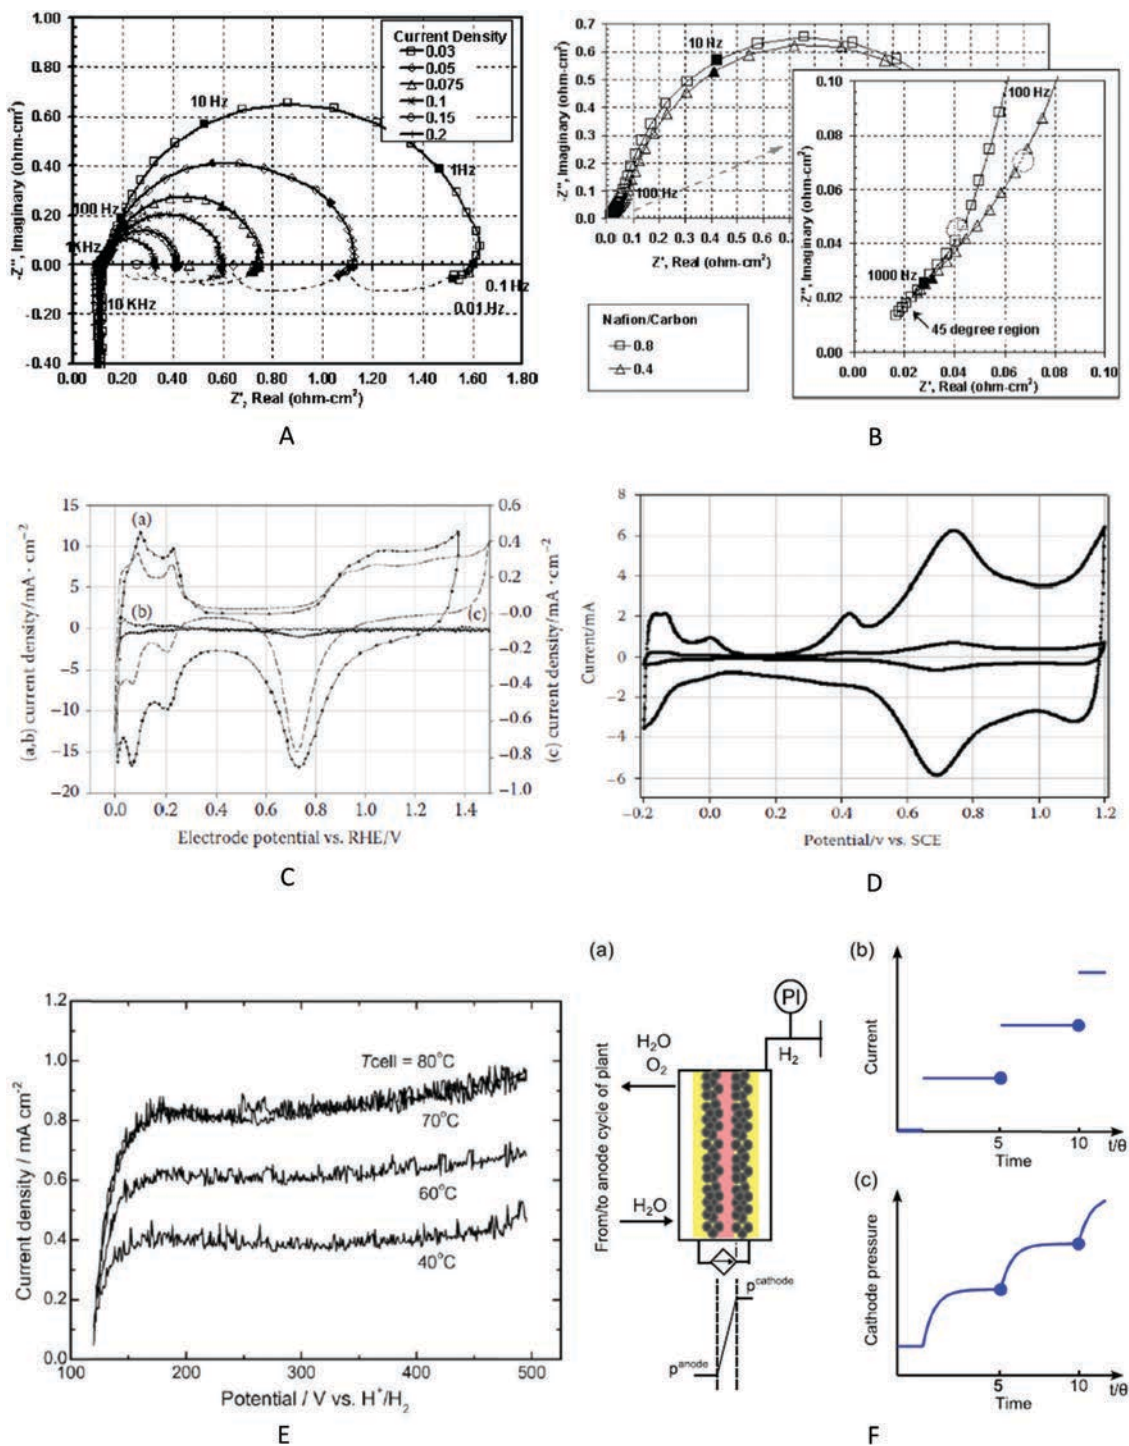 1.00
0.80
0.60
0.40
0.20
0.00
-0.20
-0.40
-Z'', Imaginary (ohm-cm²)
Current Density
0.03
0.05
0.075
0.1
0.15
0.2
10 Hz
1Hz
100 Hz
1KHz
10 KHz
0.1 Hz
0.01 Hz
0.00 0.20 0.40 0.60 0.80 1.00 1.20 1.40 1.60 1.80
Z', Real (ohm-cm²)
A
0.7
0.6
0.5
0.4
0.3
0.2
0.1
0.0
-Z'', Imaginary (ohm-cm²)
10 Hz
100 Hz
0.0 0.1 0.2 0.3 0.4 0.5 0.6 0.7
Z', Real (ohm-cm²)
Nafion/Carbon
0.8
0.4
0.10
0.08
0.06
0.04
0.02
0.00
-Z'', Imaginary (ohm-cm²)
100 Hz
1000 Hz
45 degree region
0.00 0.02 0.04 0.06 0.08 0.10
Z', Real (ohm-cm²)
B
15
10
5
0
−5
−10
−15
−20
(a,b) current density/mA · cm⁻²
(a)
(b)
(c)
0.6
0.4
0.2
−0.0
−0.2
−0.4
−0.6
−0.8
−1.0
(c) current density/mA · cm⁻²
0.0 0.2 0.4 0.6 0.8 1.0 1.2 1.4
Electrode potential vs. RHE/V
C
8
6
4
2
0
−2
−4
−6
Current/mA
−0.2 0.0 0.2 0.4 0.6 0.8 1.0 1.2
Potential/v vs. SCE
D
1.2
1.0
0.8
0.6
0.4
0.2
0.0
Current density / mA cm⁻²
Tcell = 80°C
70°C
60°C
40°C
100 200 300 400 500
Potential / V vs. H⁺/H₂
E
(a)
PI
H₂O
O₂
H₂
H₂O
From/to anode cycle of plant
p^cathode
p^anode
(b)
Current
5 10 t/θ
Time
(c)
Cathode pressure
5 10 t/θ
Time
F